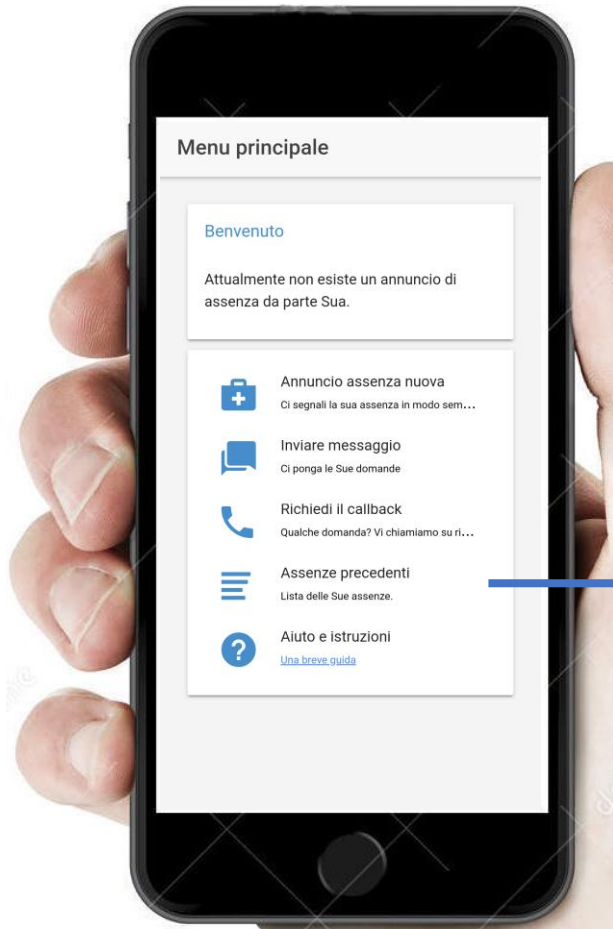 Menu principale
Benvenuto
Attualmente non esiste un annuncio di
assenza da parte Sua.
Annuncio assenza nuova
Ci segnali la sua assenza in modo sem...
Inviare messaggio
Ci ponga le Sue domande
Richiedi il callback
Qualche domanda? Vi chiamiamo su ri...
Assenze precedenti
Lista delle Sue assenze.
Aiuto e istruzioni
Una breve guida